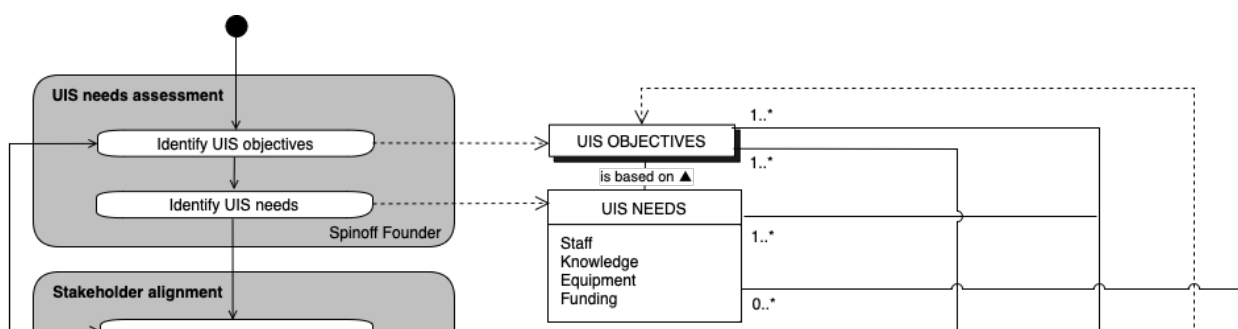 UIS needs assessment
Identify UIS objectives
Identify UIS needs
Spinoff Founder
Stakeholder alignment
UIS OBJECTIVES
1..*
1..*
is based on ▲
UIS NEEDS
1..*
Staff
Knowledge
Equipment
Funding
0..*